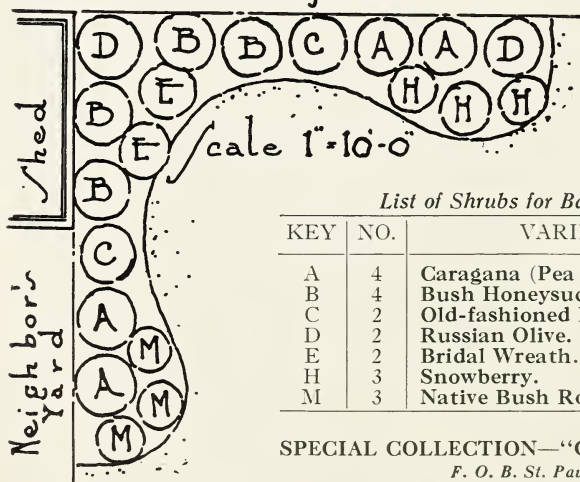 D B B C A A D
E H H H
B E
Shed
Scale 1"=10'-0"
B
C
A M
A M
M
Neighbor's
Yard
List of Shrubs for Ba
KEY NO. VARI
A 4 Caragana (Pea
B 4 Bush Honeysuc
C 2 Old-fashioned
D 2 Russian Olive.
E 2 Bridal Wreath.
H 3 Snowberry.
M 3 Native Bush Ro
SPECIAL COLLECTION—"C
F. O. B. St. Pau